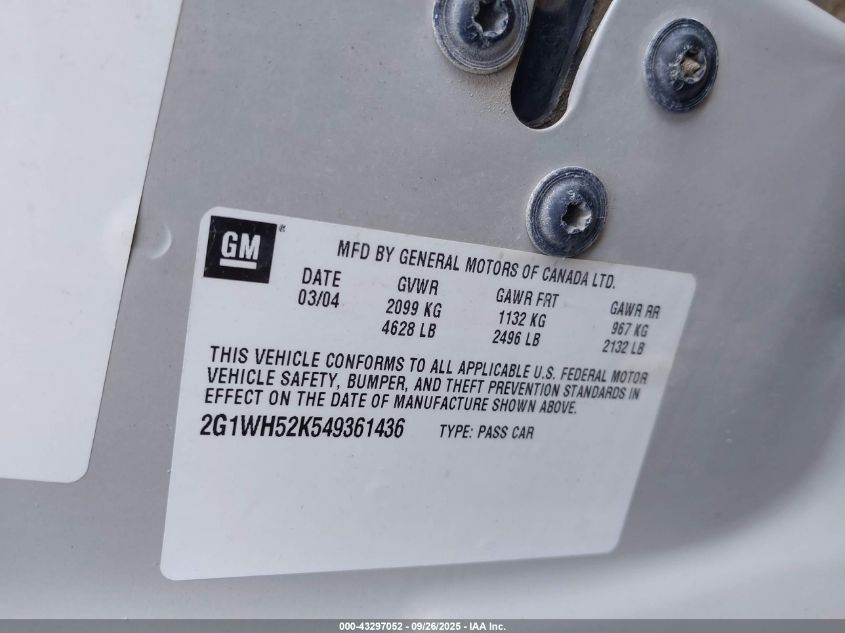 GM®
MFD BY GENERAL MOTORS OF CANADA LTD.
DATE GVWR GAWR FRT GAWR RR
03/04 2099 KG 1132 KG 967 KG
4628 LB 2496 LB 2132 LB
THIS VEHICLE CONFORMS TO ALL APPLICABLE U.S. FEDERAL MOTOR
VEHICLE SAFETY, BUMPER, AND THEFT PREVENTION STANDARDS IN
EFFECT ON THE DATE OF MANUFACTURE SHOWN ABOVE.
2G1WH52K549361436 TYPE: PASS CAR
000-43297052 - 09/26/2025 - IAA Inc.